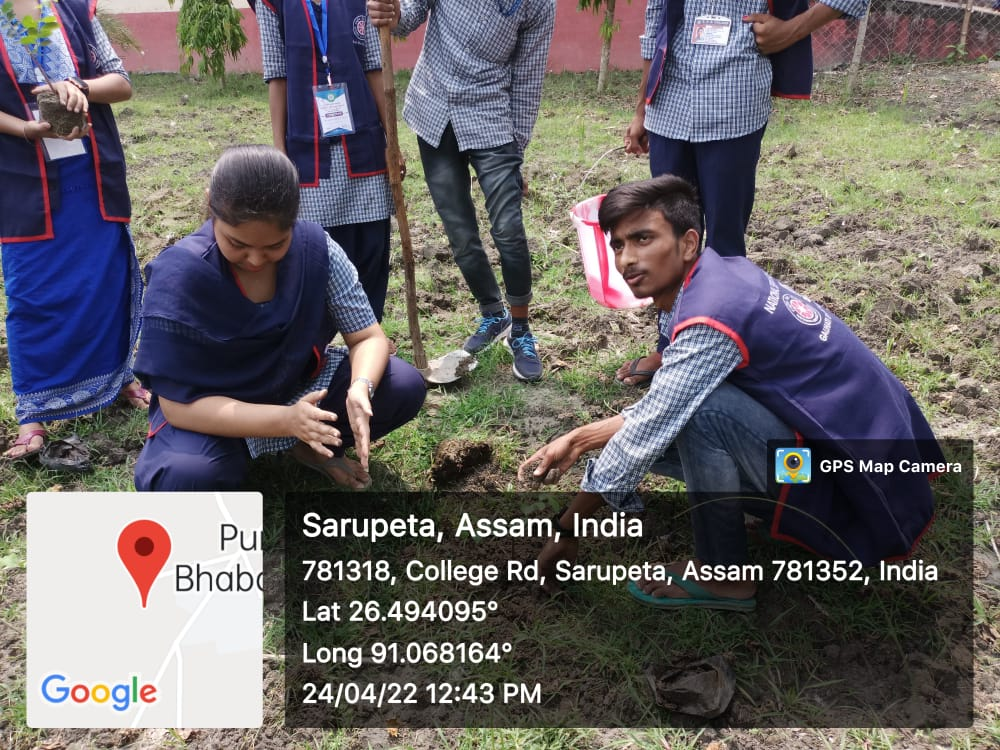 GPS Map Camera
Pu
Bhaba
Google
Sarupeta, Assam, India
781318, College Rd, Sarupeta, Assam 781352, India
Lat 26.494095°
Long 91.068164°
24/04/22 12:43 PM